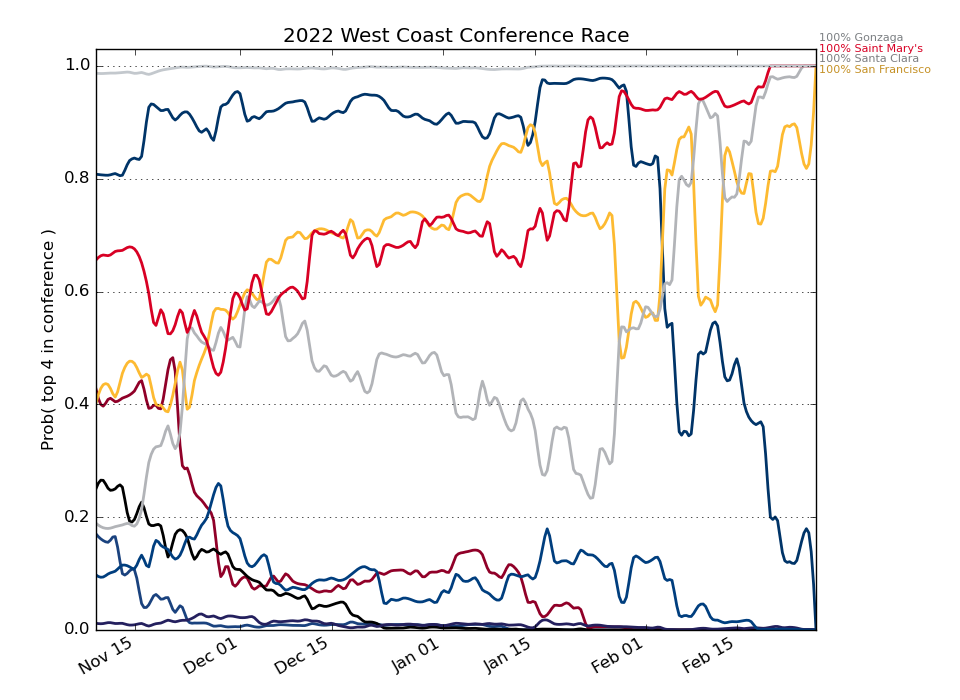 2022 West Coast Conference Race
100% Gonzaga
100% Saint Mary's
100% Santa Clara
100% San Francisco
Prob( top 4 in conference )
1.0
0.8
0.6
0.4
0.2
0.0
Nov 15
Dec 01
Dec 15
Jan 01
Jan 15
Feb 01
Feb 15